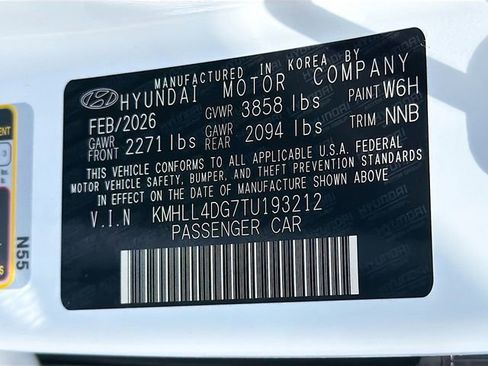 MANUFACTURED IN KOREA BY
HYUNDAI MOTOR COMPANY
FEB/2026 GVWR 3858 lbs PAINT W6H
GAWR FRONT 2271 lbs GAWR REAR 2094 lbs TRIM NNB
THIS VEHICLE CONFORMS TO ALL APPLICABLE U.S.A. FEDERAL
MOTOR VEHICLE SAFETY, BUMPER, AND THEFT PREVENTION
STANDARDS IN EFFECT ON THE DATE OF MANUFACTURE SHOWN ABOVE
V.I.N KMHLL4DG7TU193212
PASSENGER CAR
N55